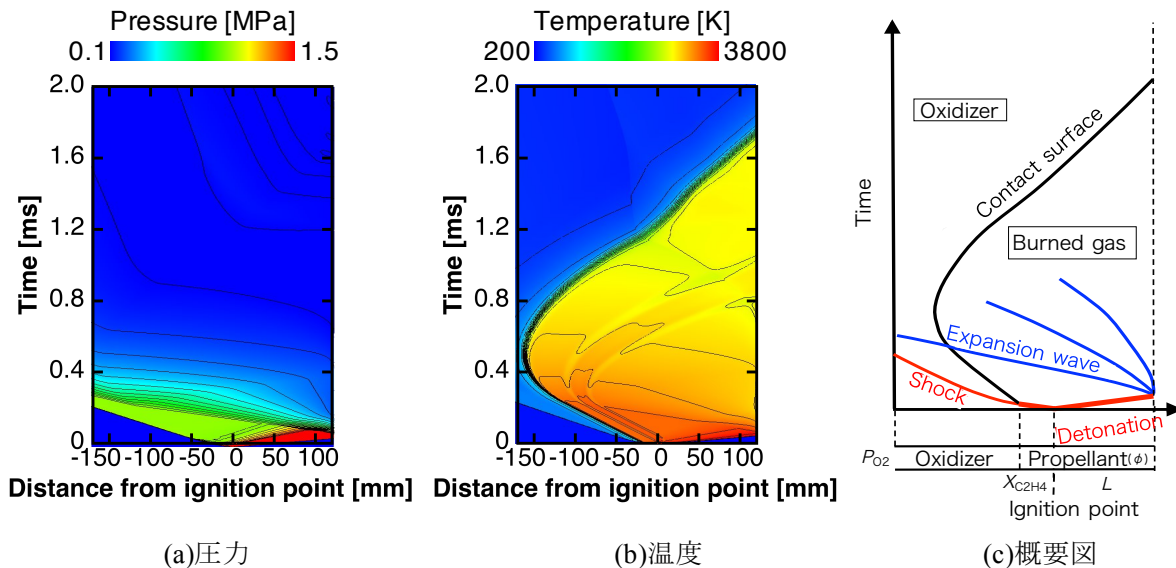 Pressure [MPa]
0.1 1.5
2.0
1.6
1.2
0.8
0.4
0
-150 -100 -50 0 50 100
Time [ms]
Distance from ignition point [mm]
(a)圧力
Temperature [K]
200 3800
2.0
1.6
1.2
0.8
0.4
0
-150 -100 -50 0 50 100
Time [ms]
Distance from ignition point [mm]
(b)温度
Time
Oxidizer
Contact surface
Burned gas
Expansion wave
Shock
Detonation
PO2 Oxidizer Propellant(φ)
XC2H4 L
Ignition point
(c)概要図